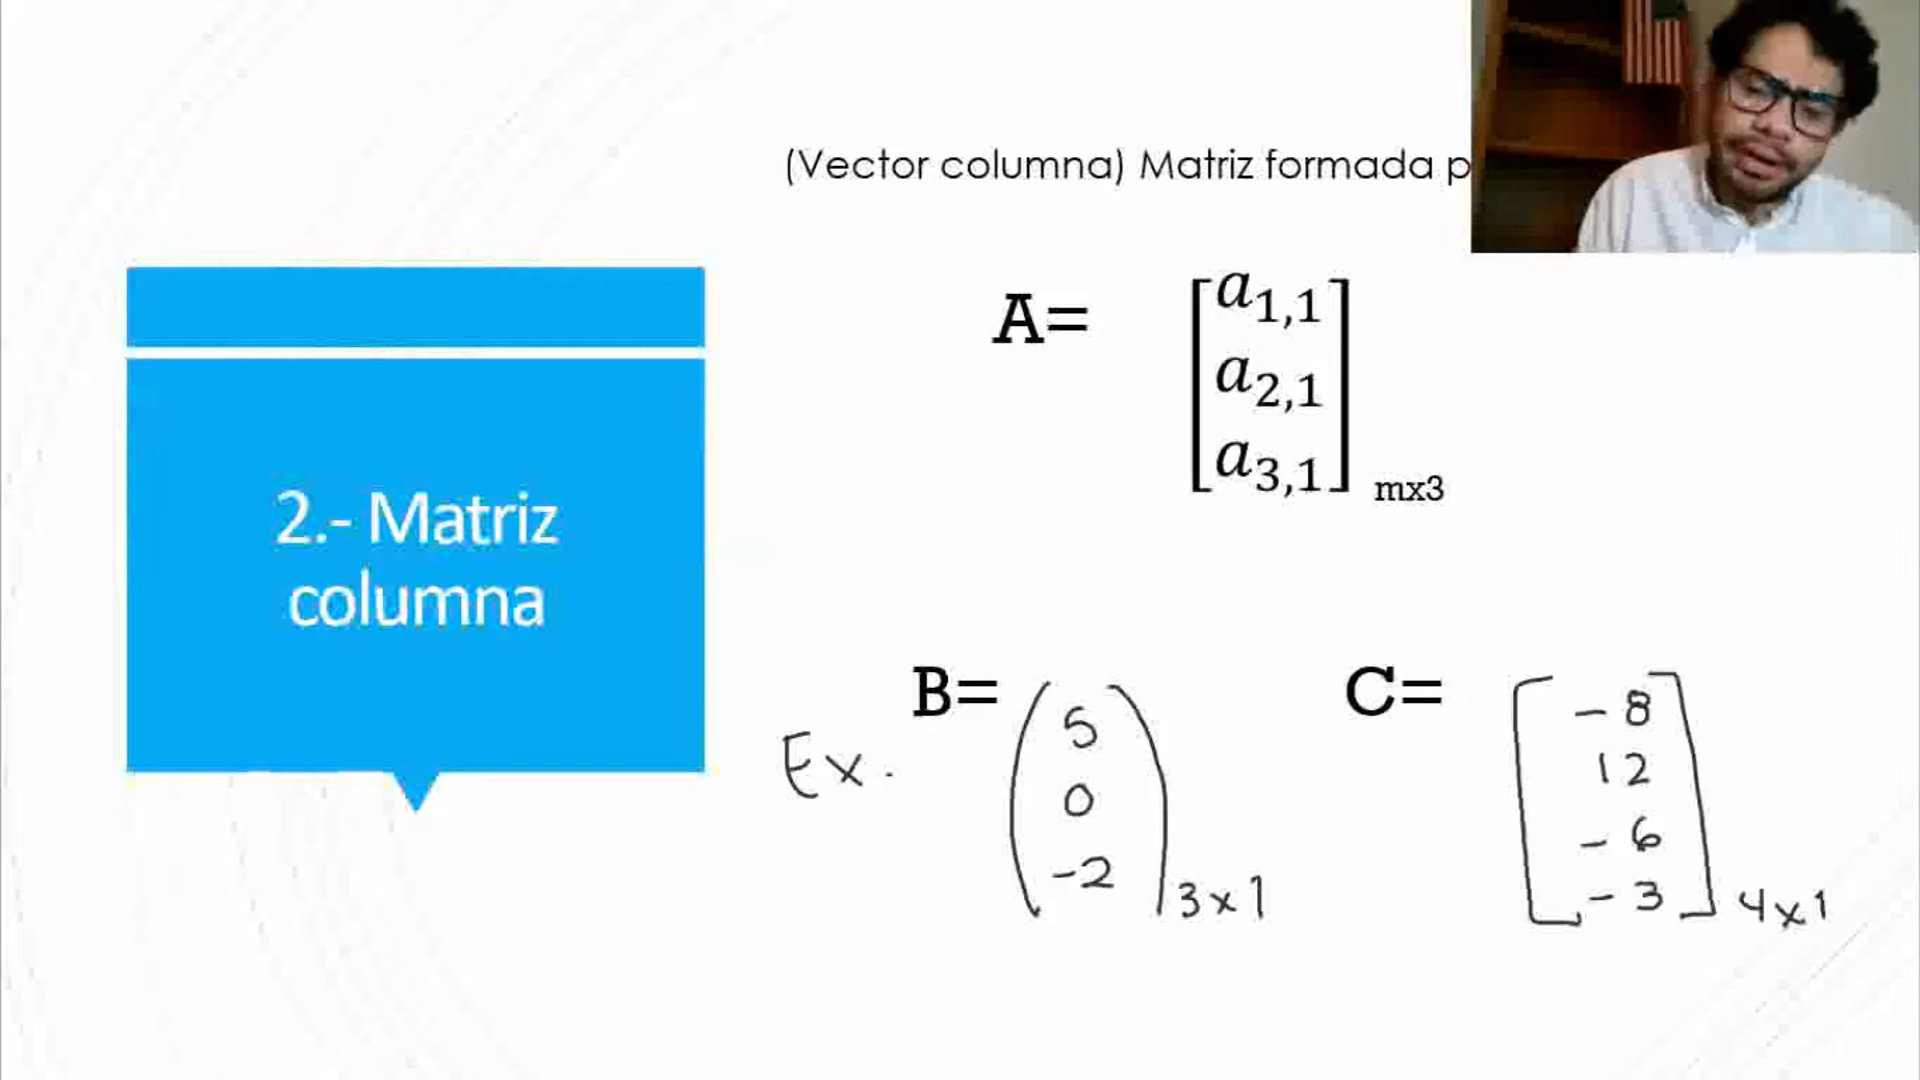 (Vector columna) Matriz formada p
A=
a1,1
a2,1
a3,1
mx3
2.- Matriz
columna
Ex.
B=
5
0
-2
3x1
C=
-8
12
-6
-3
4x1